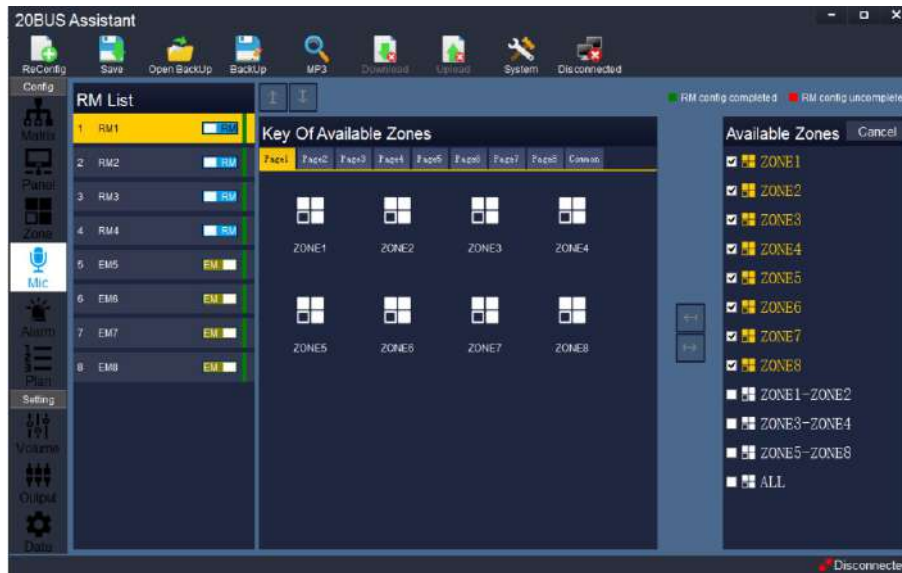 20BUS Assistant
ReConfig Save Open BackUp BackUp MP3 Download Upload System Disconnected
Config
Matrix
Panel
Zone
Mic
Alarm
Plan
Setting
Volume
Output
Date
RM List
1 RM1 RM
2 RM2 RM
3 RM3 RM
4 RM4 RM
5 EM5 EM
6 EM6 EM
7 EM7 EM
8 EM8 EM
RM config completed RM config uncomplete
Key Of Available Zones
Page1 Page2 Page3 Page4 Page5 Page6 Page7 Page8 Common
ZONE1 ZONE2 ZONE3 ZONE4
ZONE5 ZONE6 ZONE7 ZONE8
Available Zones Cancel
ZONE1
ZONE2
ZONE3
ZONE4
ZONE5
ZONE6
ZONE7
ZONE8
ZONE1-ZONE2
ZONE3-ZONE4
ZONE5-ZONE8
ALL
Disconnecte